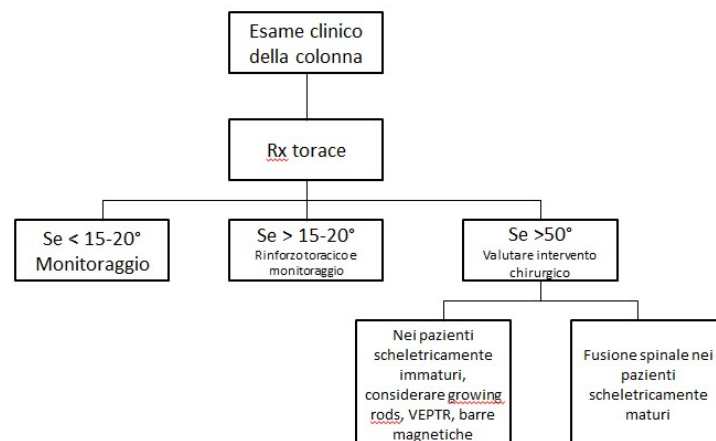 Esame clinico
della colonna
Rx torace
Se < 15-20°
Monitoraggio
Se > 15-20°
Rinforzo toracico e
monitoraggio
Se >50°
Valutare intervento
chirurgico
Nei pazienti
scheletricamente
immaturi,
considerare growing
rods, VEPTR, barre
magnetiche
Fusione spinale nei
pazienti
scheletricamente
maturi